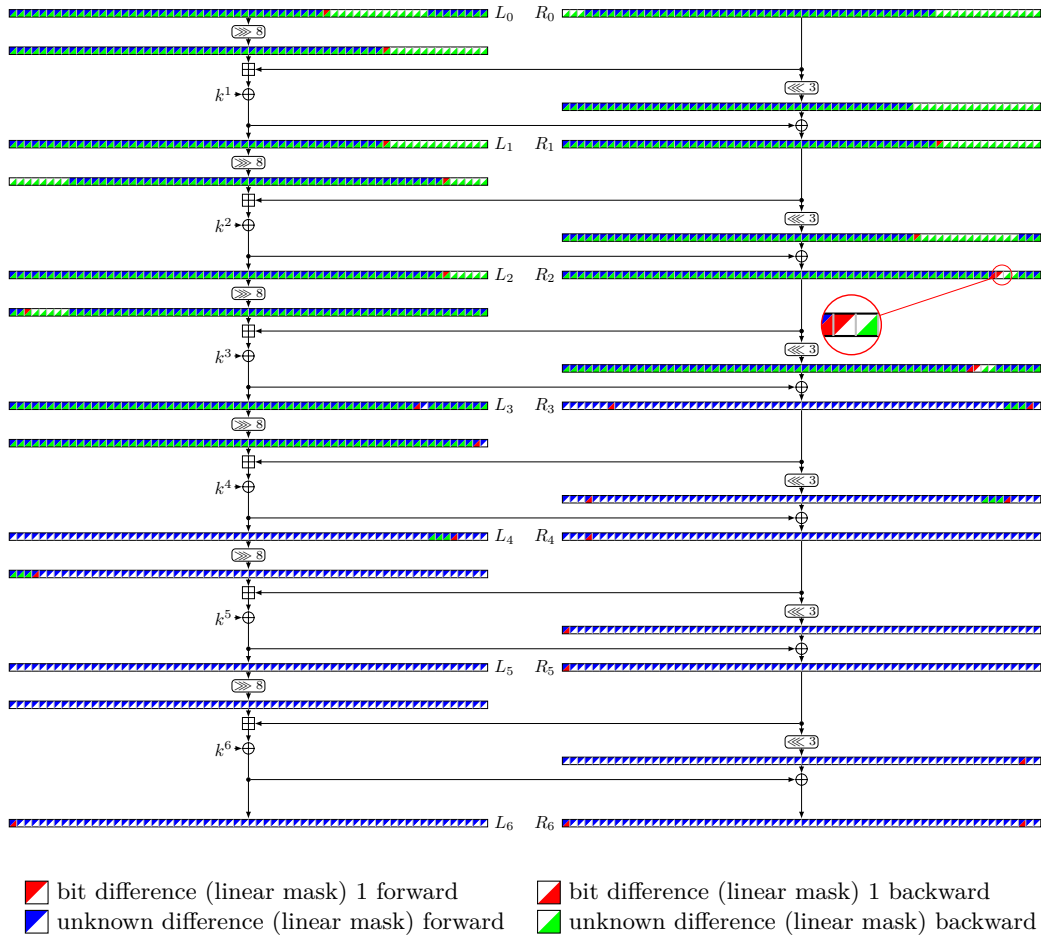 L₀ R₀
⋙ 8
k¹
⋘ 3
L₁ R₁
⋙ 8
k²
⋘ 3
L₂ R₂
⋙ 8
k³
⋘ 3
L₃ R₃
⋙ 8
k⁴
⋘ 3
L₄ R₄
⋙ 8
k⁵
⋘ 3
L₅ R₅
⋙ 8
k⁶
⋘ 3
L₆ R₆
bit difference (linear mask) 1 forward
bit difference (linear mask) 1 backward
unknown difference (linear mask) forward
unknown difference (linear mask) backward